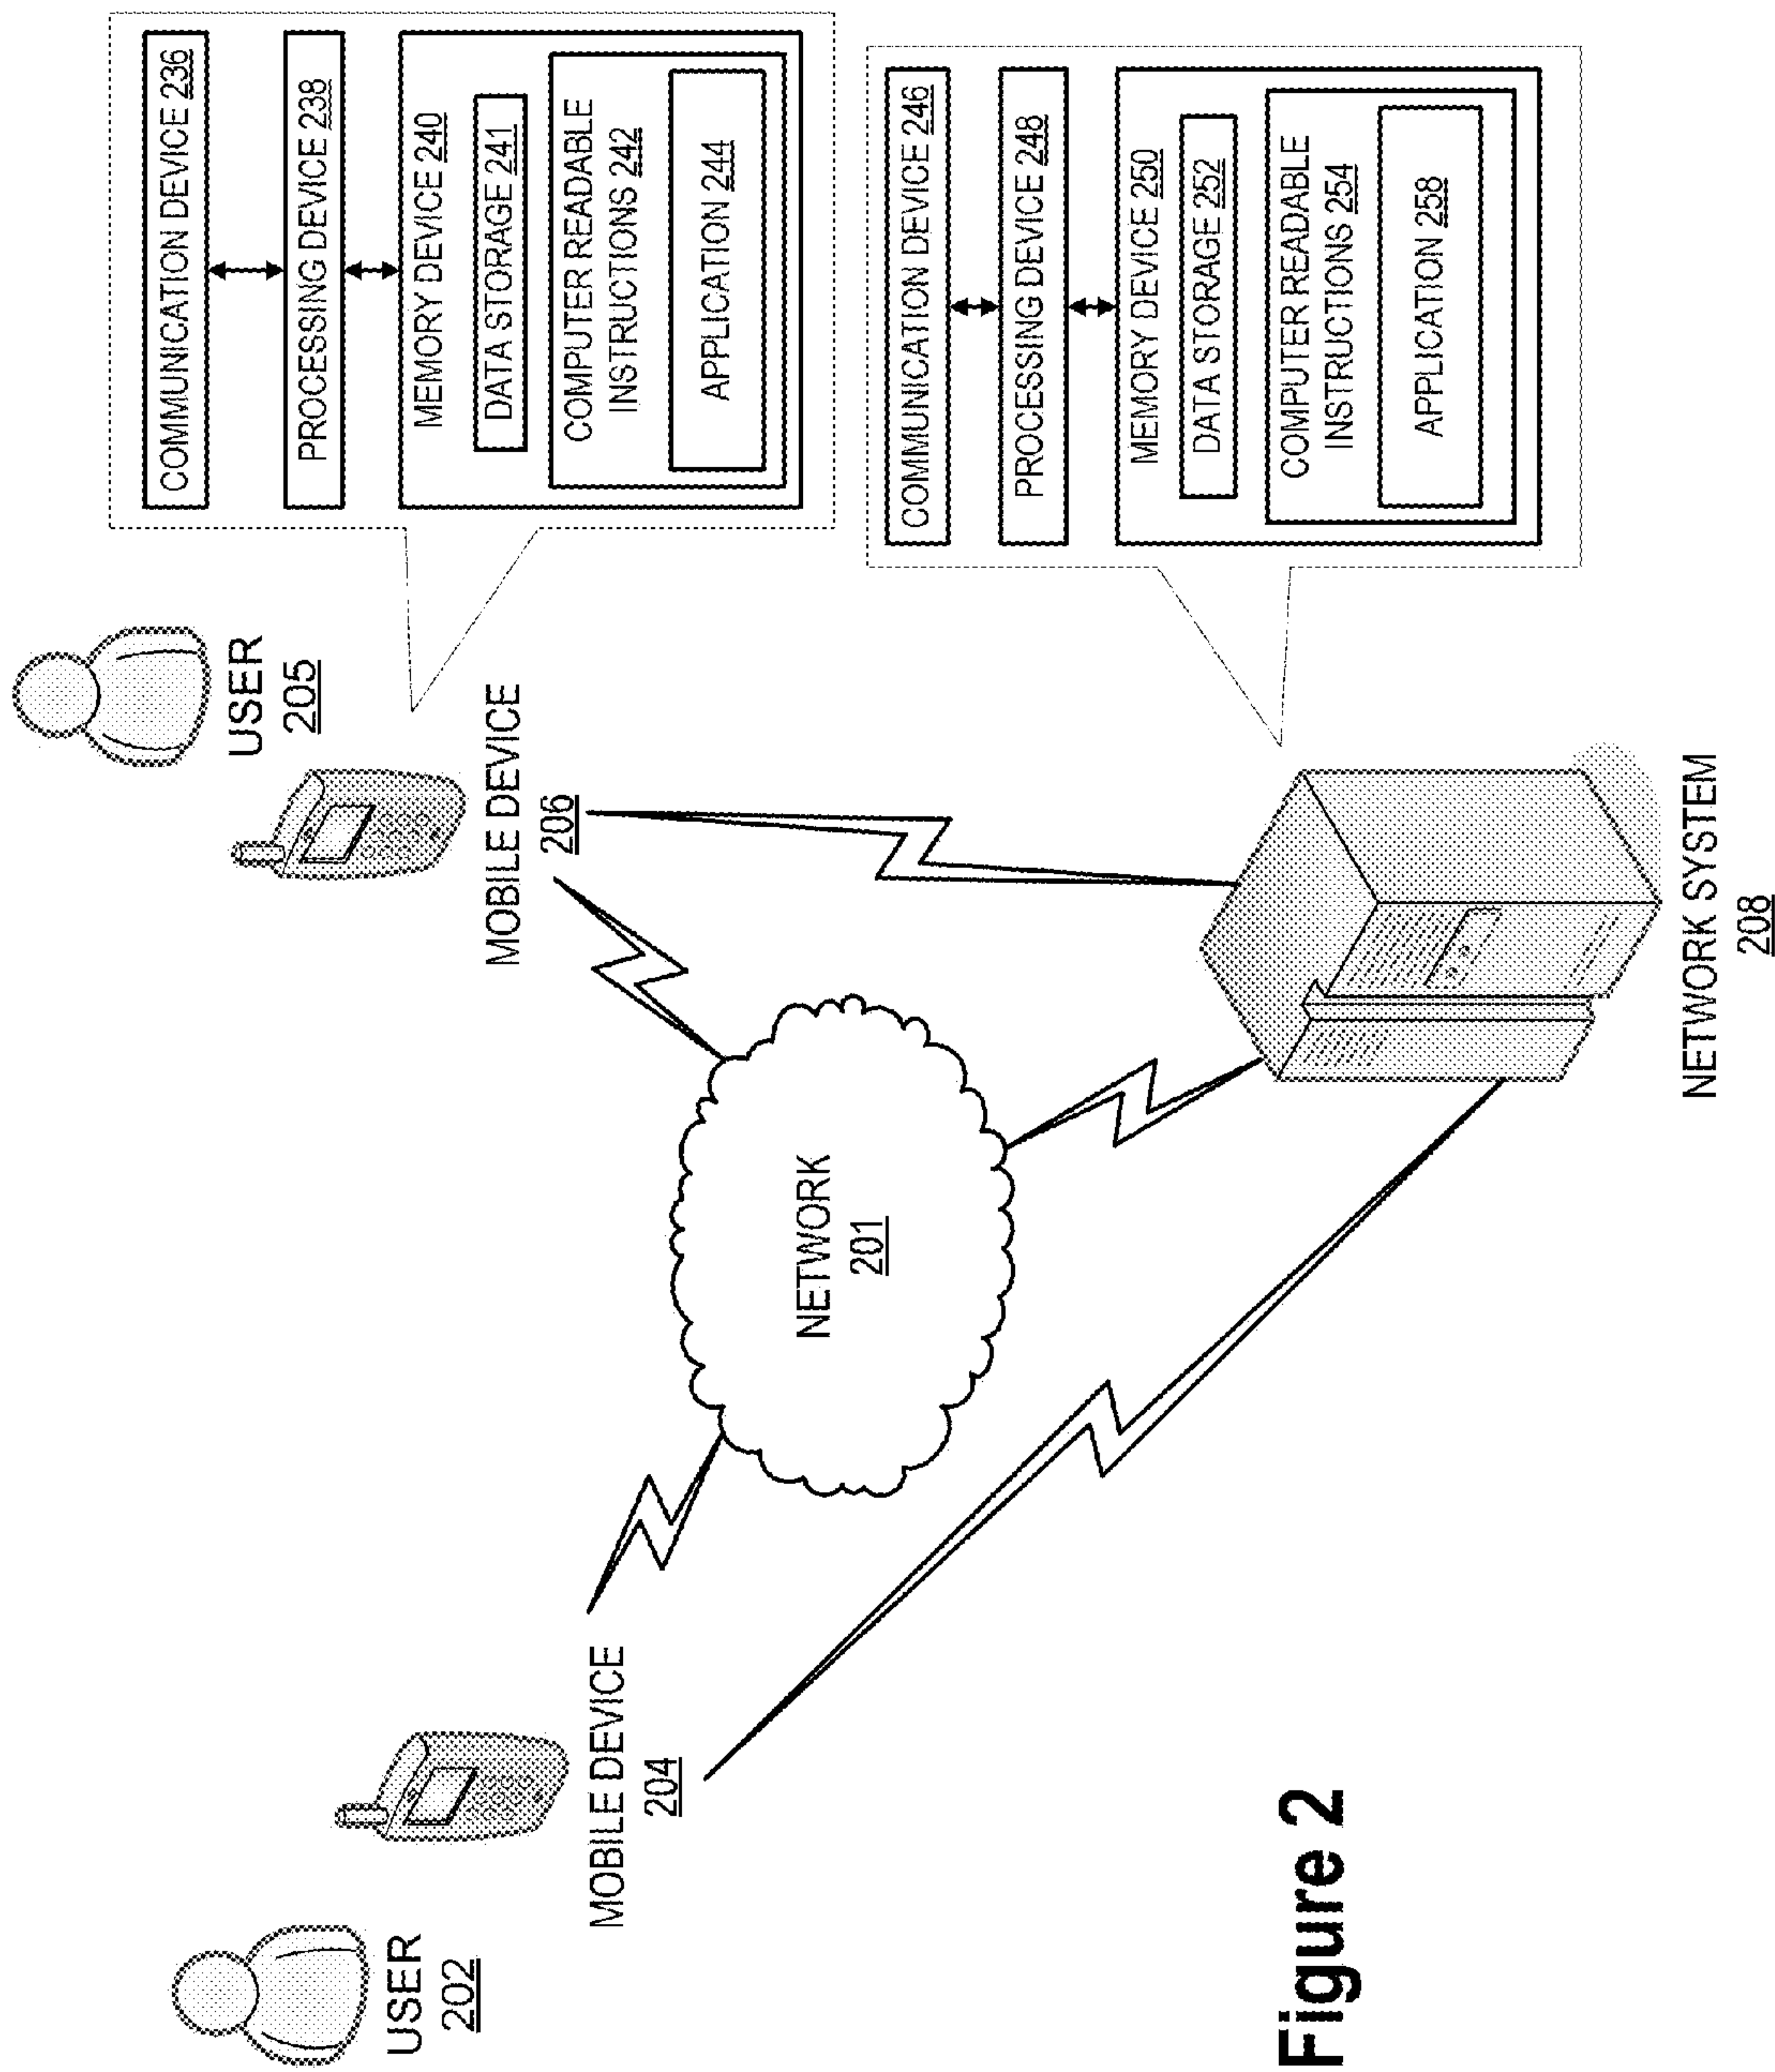 USER
202
MOBILE DEVICE
204
NETWORK
201
USER
205
MOBILE DEVICE
206
NETWORK SYSTEM
208
COMMUNICATION DEVICE 236
PROCESSING DEVICE 238
MEMORY DEVICE 240
DATA STORAGE 241
COMPUTER READABLE
INSTRUCTIONS 242
APPLICATION 244
COMMUNICATION DEVICE 246
PROCESSING DEVICE 248
MEMORY DEVICE 250
DATA STORAGE 252
COMPUTER READABLE
INSTRUCTIONS 254
APPLICATION 258
Figure 2